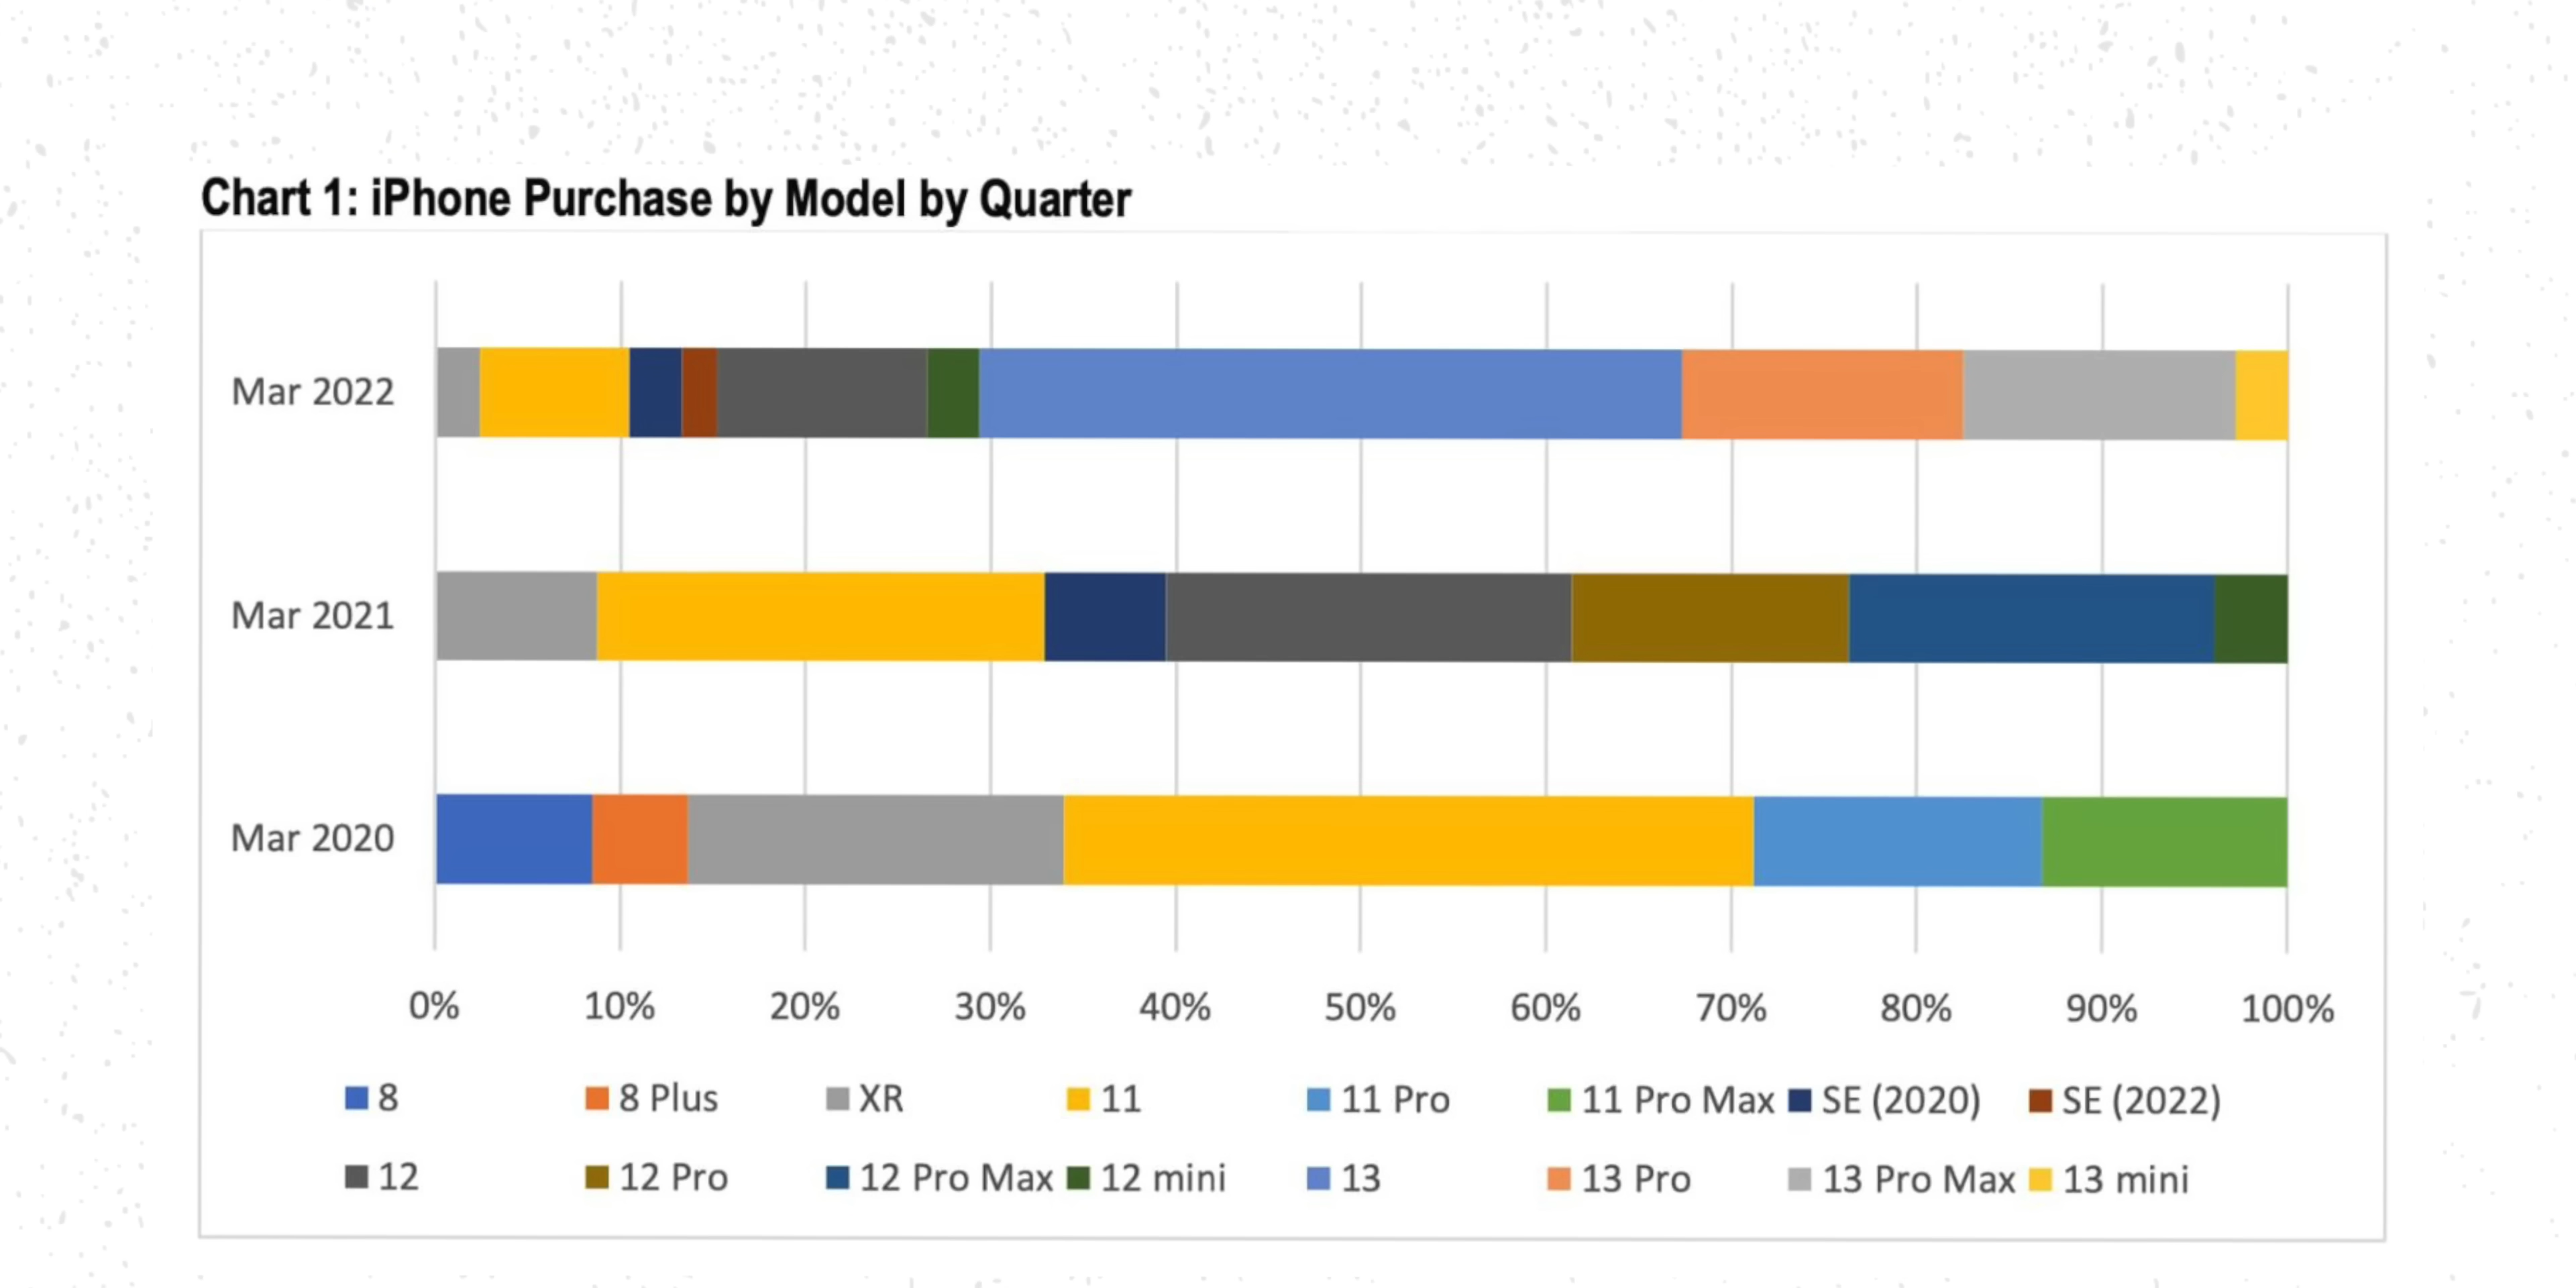 Chart 1: iPhone Purchase by Model by Quarter
Mar 2022
Mar 2021
Mar 2020
0% 10% 20% 30% 40% 50% 60% 70% 80% 90% 100%
8 8 Plus XR 11 11 Pro 11 Pro Max SE (2020) SE (2022)
12 12 Pro 12 Pro Max 12 mini 13 13 Pro 13 Pro Max 13 mini